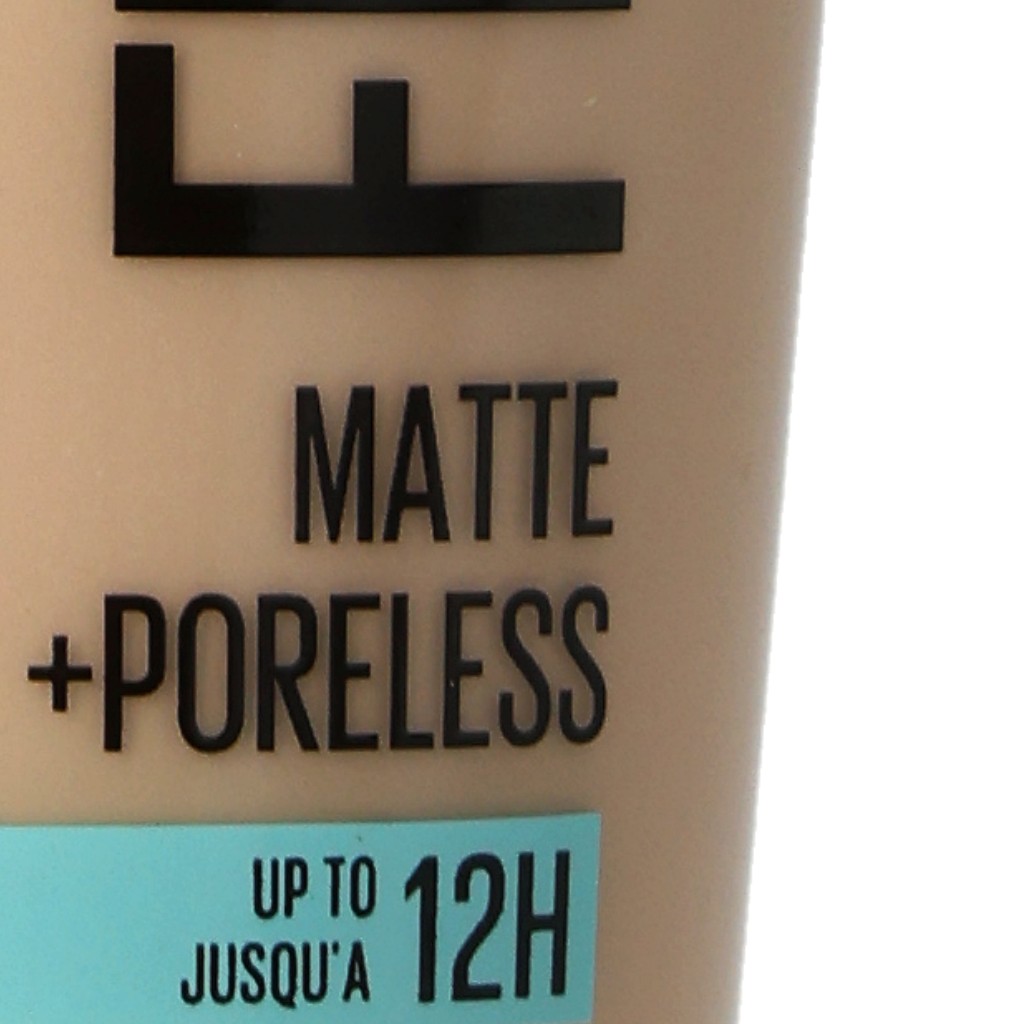 F
MATTE
+PORELESS
UP TO 12H
JUSQU'A